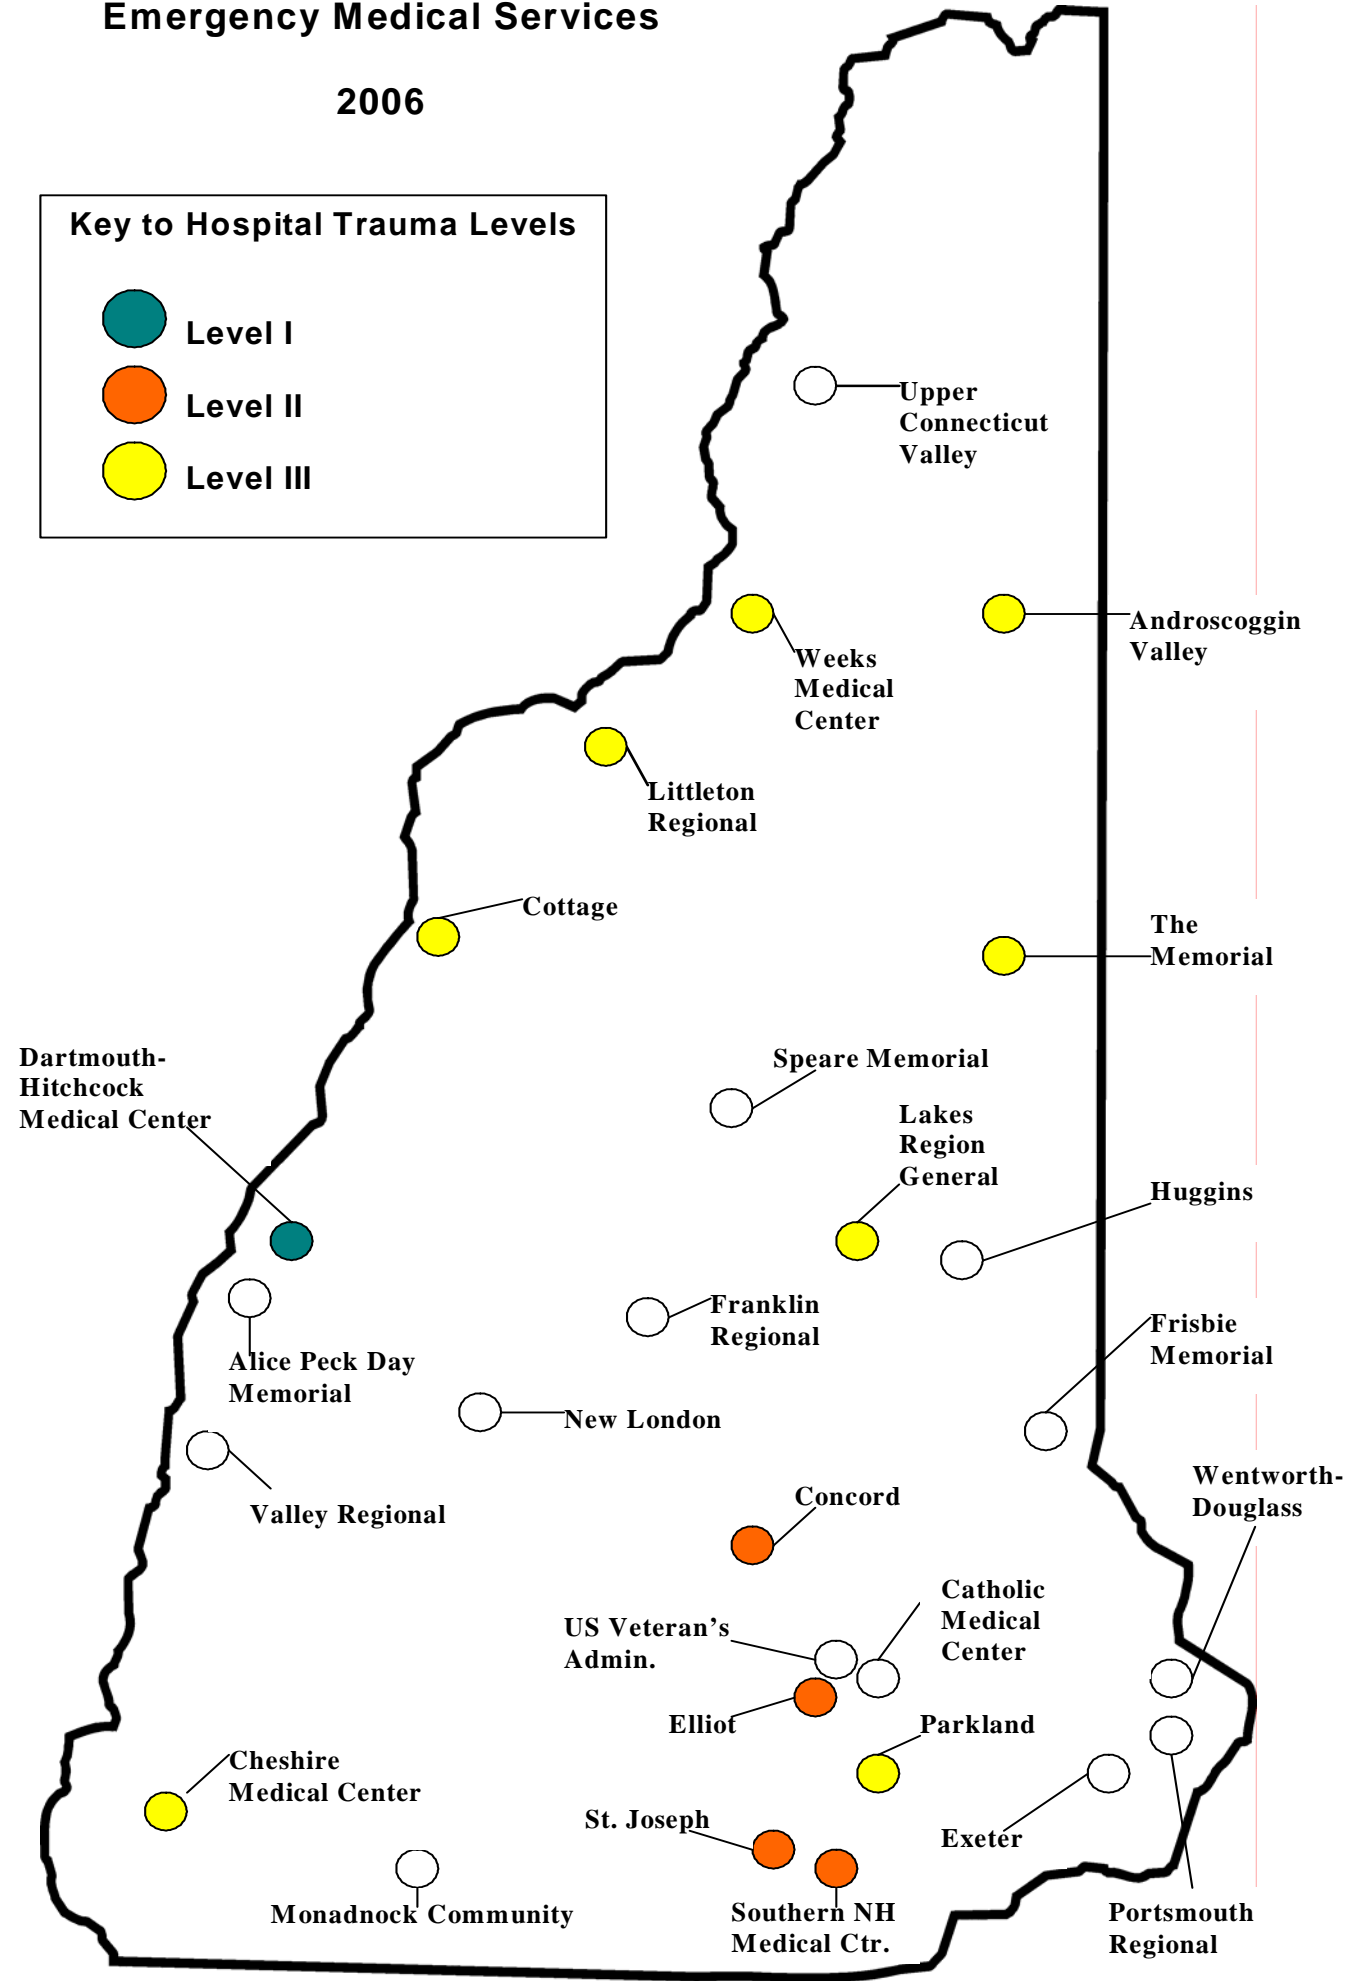 Emergency Medical Services
2006
Key to Hospital Trauma Levels
Level I
Level II
Level III
Upper
Connecticut
Valley
Androscoggin
Valley
Weeks
Medical
Center
Littleton
Regional
Cottage
The
Memorial
Dartmouth-
Hitchcock
Medical Center
Speare Memorial
Lakes
Region
General
Huggins
Franklin
Regional
Frisbie
Memorial
Alice Peck Day
Memorial
New London
Valley Regional
Wentworth-
Douglass
Concord
Catholic
Medical
Center
US Veteran’s
Admin.
Elliot
Parkland
Cheshire
Medical Center
St. Joseph
Exeter
Monadnock Community
Southern NH
Medical Ctr.
Portsmouth
Regional